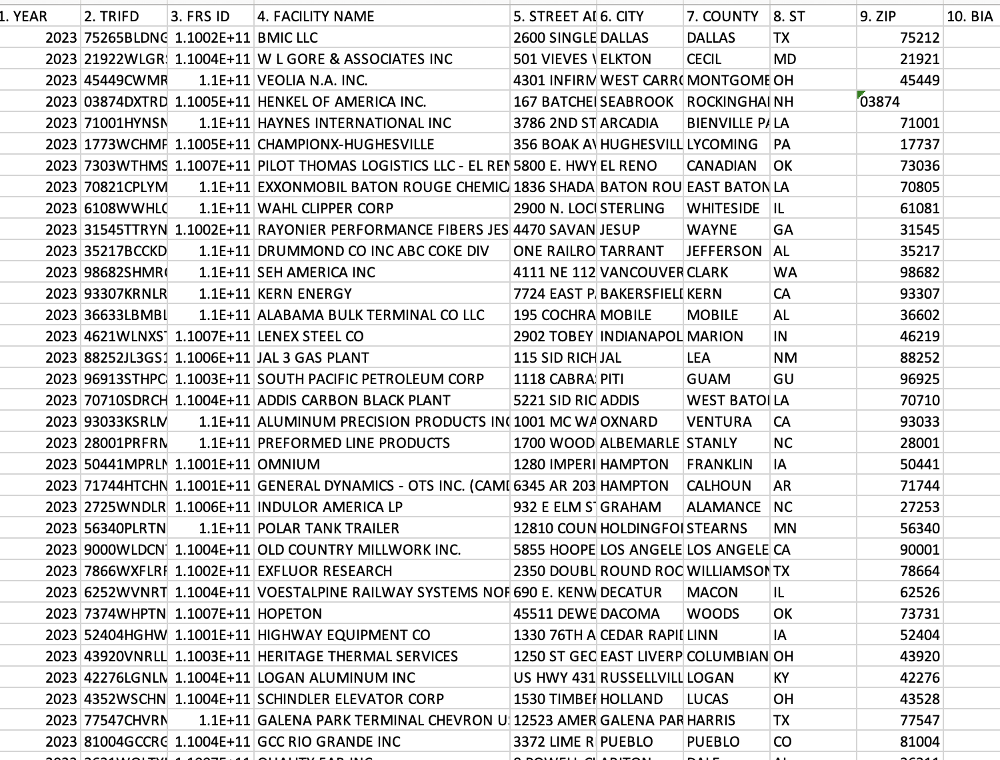 1. YEAR 2. TRIFD 3. FRS ID 4. FACILITY NAME 5. STREET AD 6. CITY 7. COUNTY 8. ST 9. ZIP 10. BIA
2023 75265BLDNG 1.1002E+11 BMIC LLC 2600 SINGLE DALLAS DALLAS TX 75212
2023 21922WLGR 1.1004E+11 W L GORE & ASSOCIATES INC 501 VIEVES ELKTON CECIL MD 21921
2023 45449CWMR 1.1E+11 VEOLIA N.A. INC. 4301 INFIRM WEST CARRO MONTGOME OH 45449
2023 03874DXTRD 1.1005E+11 HENKEL OF AMERICA INC. 167 BATCHE SEABROOK ROCKINGHA NH 03874
2023 71001HYNSN 1.1E+11 HAYNES INTERNATIONAL INC 3786 2ND ST ARCADIA BIENVILLE PA LA 71001
2023 1773WCHMP 1.1005E+11 CHAMPIONX-HUGHESVILLE 356 BOAK AV HUGHESVILL LYCOMING PA 17737
2023 7303WTHMS 1.1007E+11 PILOT THOMAS LOGISTICS LLC - EL REN 5800 E. HWY EL RENO CANADIAN OK 73036
2023 70821CPLYM 1.1E+11 EXXONMOBIL BATON ROUGE CHEMICA 1836 SHADA BATON ROU EAST BATON LA 70805
2023 6108WWHLC 1.1E+11 WAHL CLIPPER CORP 2900 N. LOCU STERLING WHITESIDE IL 61081
2023 31545TTRYN 1.1002E+11 RAYONIER PERFORMANCE FIBERS JES 4470 SAVAN JESUP WAYNE GA 31545
2023 35217BCCKD 1.1E+11 DRUMMOND CO INC ABC COKE DIV ONE RAILRO TARRANT JEFFERSON AL 35217
2023 98682SHMR 1.1E+11 SEH AMERICA INC 4111 NE 112 VANCOUVER CLARK WA 98682
2023 93307KRNLR 1.1E+11 KERN ENERGY 7724 EAST PA BAKERSFIELD KERN CA 93307
2023 36633LBMBL 1.1E+11 ALABAMA BULK TERMINAL CO LLC 195 COCHRA MOBILE MOBILE AL 36602
2023 4621WLNXS 1.1007E+11 LENEX STEEL CO 2902 TOBEY INDIANAPOL MARION IN 46219
2023 88252JL3GS1 1.1006E+11 JAL 3 GAS PLANT 115 SID RICH JAL LEA NM 88252
2023 96913STHPC 1.1003E+11 SOUTH PACIFIC PETROLEUM CORP 1118 CABRA PITI GUAM GU 96925
2023 70710SDRCH 1.1004E+11 ADDIS CARBON BLACK PLANT 5221 SID RIC ADDIS WEST BATO LA 70710
2023 93033KSRLM 1.1E+11 ALUMINUM PRECISION PRODUCTS INC 1001 MC WA OXNARD VENTURA CA 93033
2023 28001PRFRM 1.1E+11 PREFORMED LINE PRODUCTS 1700 WOOD ALBEMARLE STANLY NC 28001
2023 50441MPRLN 1.1001E+11 OMNIUM 1280 IMPERI HAMPTON FRANKLIN IA 50441
2023 71744HTCHN 1.1001E+11 GENERAL DYNAMICS - OTS INC. (CAMD 6345 AR 203 HAMPTON CALHOUN AR 71744
2023 2725WNDLR 1.1006E+11 INDULOR AMERICA LP 932 E ELM ST GRAHAM ALAMANCE NC 27253
2023 56340PLRTN 1.1E+11 POLAR TANK TRAILER 12810 COUN HOLDINGFO STEARNS MN 56340
2023 9000WLDCN 1.1004E+11 OLD COUNTRY MILLWORK INC. 5855 HOOPE LOS ANGELE LOS ANGELE CA 90001
2023 7866WXFLRR 1.1002E+11 EXFLUOR RESEARCH 2350 DOUBL ROUND ROC WILLIAMSON TX 78664
2023 6252WVNRT 1.1004E+11 VOESTALPINE RAILWAY SYSTEMS NOR 690 E. KENW DECATUR MACON IL 62526
2023 7374WHPTN 1.1007E+11 HOPETON 45511 DEWE DACOMA WOODS OK 73731
2023 52404HGHW 1.1001E+11 HIGHWAY EQUIPMENT CO 1330 76TH A CEDAR RAPID LINN IA 52404
2023 43920VNRLL 1.1003E+11 HERITAGE THERMAL SERVICES 1250 ST GEO EAST LIVERP COLUMBIAN OH 43920
2023 42276LGNLM 1.1004E+11 LOGAN ALUMINUM INC US HWY 431 RUSSELLVILL LOGAN KY 42276
2023 4352WSCHN 1.1004E+11 SCHINDLER ELEVATOR CORP 1530 TIMBER HOLLAND LUCAS OH 43528
2023 77547CHVRN 1.1E+11 GALENA PARK TERMINAL CHEVRON U 12523 AMER GALENA PAR HARRIS TX 77547
2023 81004GCCRG 1.1004E+11 GCC RIO GRANDE INC 3372 LIME R PUEBLO PUEBLO CO 81004